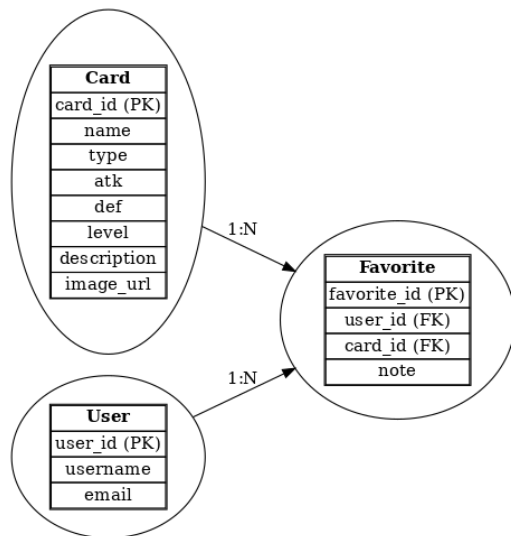 Card
card_id (PK)
name
type
atk
def
level
description
image_url
1:N
Favorite
favorite_id (PK)
user_id (FK)
card_id (FK)
note
1:N
User
user_id (PK)
username
email